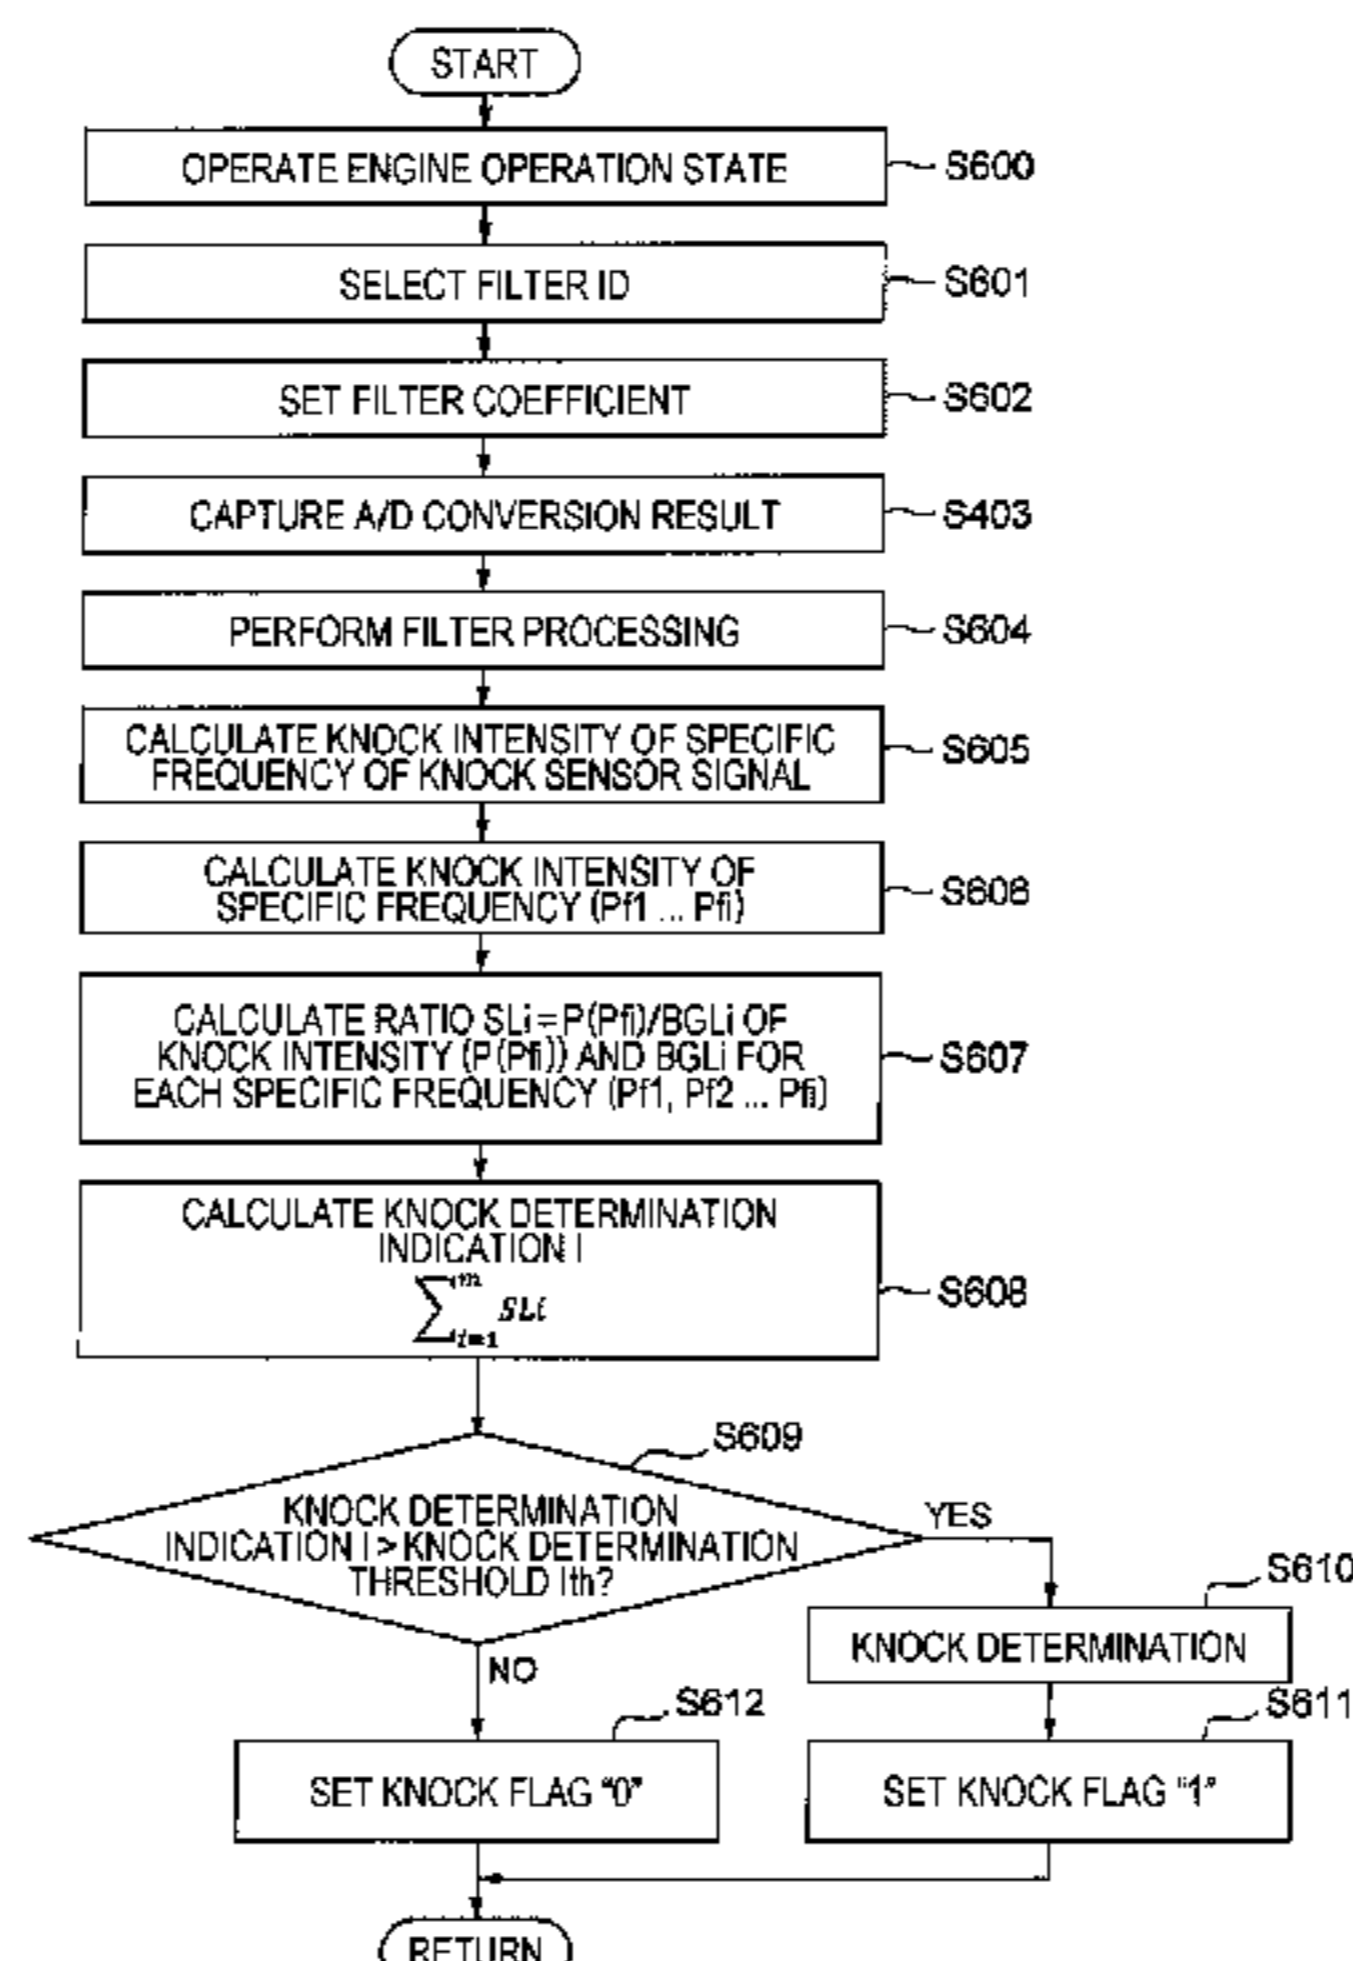 START
OPERATE ENGINE OPERATION STATE
S600
SELECT FILTER ID
S601
SET FILTER COEFFICIENT
S602
CAPTURE A/D CONVERSION RESULT
S403
PERFORM FILTER PROCESSING
S604
CALCULATE KNOCK INTENSITY OF SPECIFIC
FREQUENCY OF KNOCK SENSOR SIGNAL
S605
CALCULATE KNOCK INTENSITY OF
SPECIFIC FREQUENCY (Pf1 ... Pfi)
S606
CALCULATE RATIO SLi=P(Pfi)/BGLi OF
KNOCK INTENSITY (P(Pfi)) AND BGLi FOR
EACH SPECIFIC FREQUENCY (Pf1, Pf2 ... Pfi)
S607
CALCULATE KNOCK DETERMINATION
INDICATION I
∑ m i=1 SLi
S608
S609
KNOCK DETERMINATION
INDICATION I > KNOCK DETERMINATION
THRESHOLD Ith?
YES
NO
S610
KNOCK DETERMINATION
S611
SET KNOCK FLAG “1”
S612
SET KNOCK FLAG “0”
RETURN